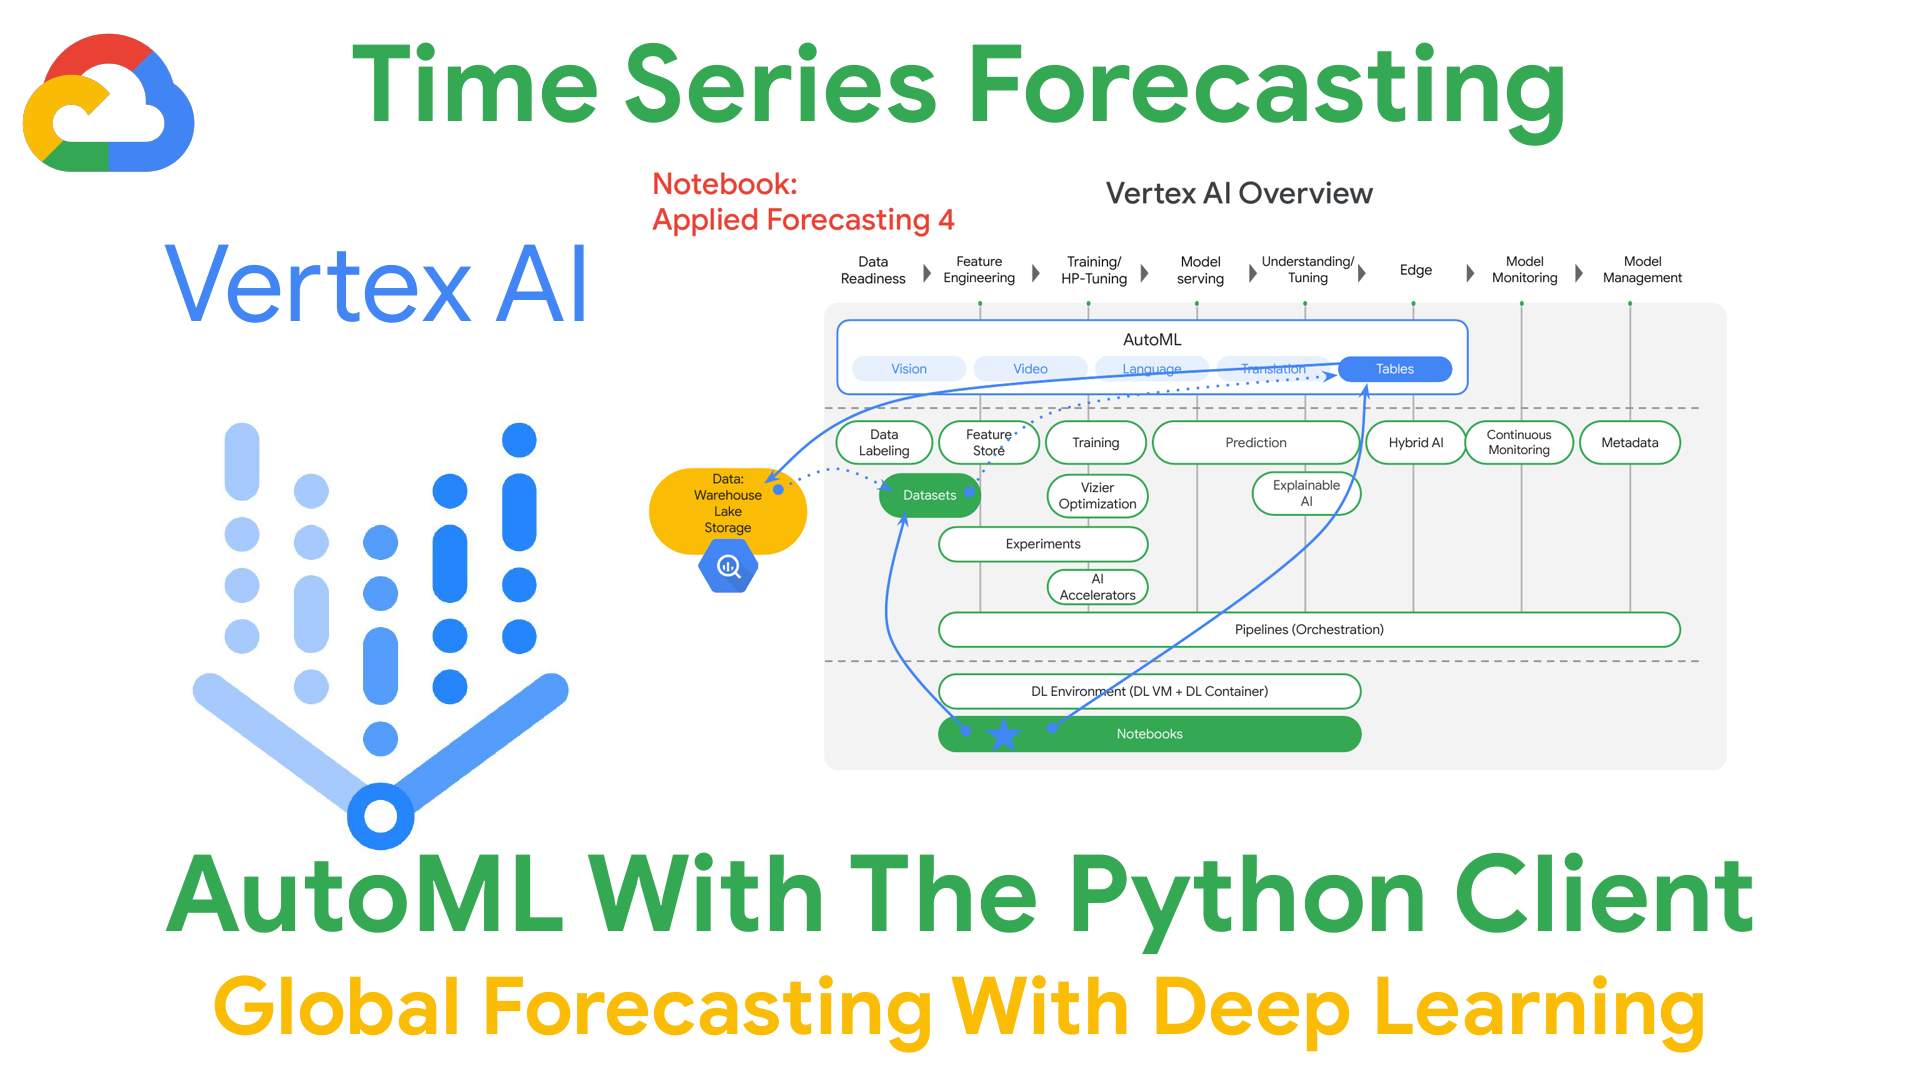 Time Series Forecasting
Notebook:
Applied Forecasting 4
Vertex AI Overview
Vertex AI
Data
Readiness
Feature
Engineering
Training/
HP-Tuning
Model
serving
Understanding/
Tuning
Edge
Model
Monitoring
Model
Management
AutoML
Vision
Video
Language
Translation
Tables
Data
Labeling
Feature
Store
Training
Prediction
Hybrid AI
Continuous
Monitoring
Metadata
Data:
Warehouse
Lake
Storage
Datasets
Vizier
Optimization
Explainable
AI
Experiments
AI
Accelerators
Pipelines (Orchestration)
DL Environment (DL VM + DL Container)
Notebooks
AutoML With The Python Client
Global Forecasting With Deep Learning